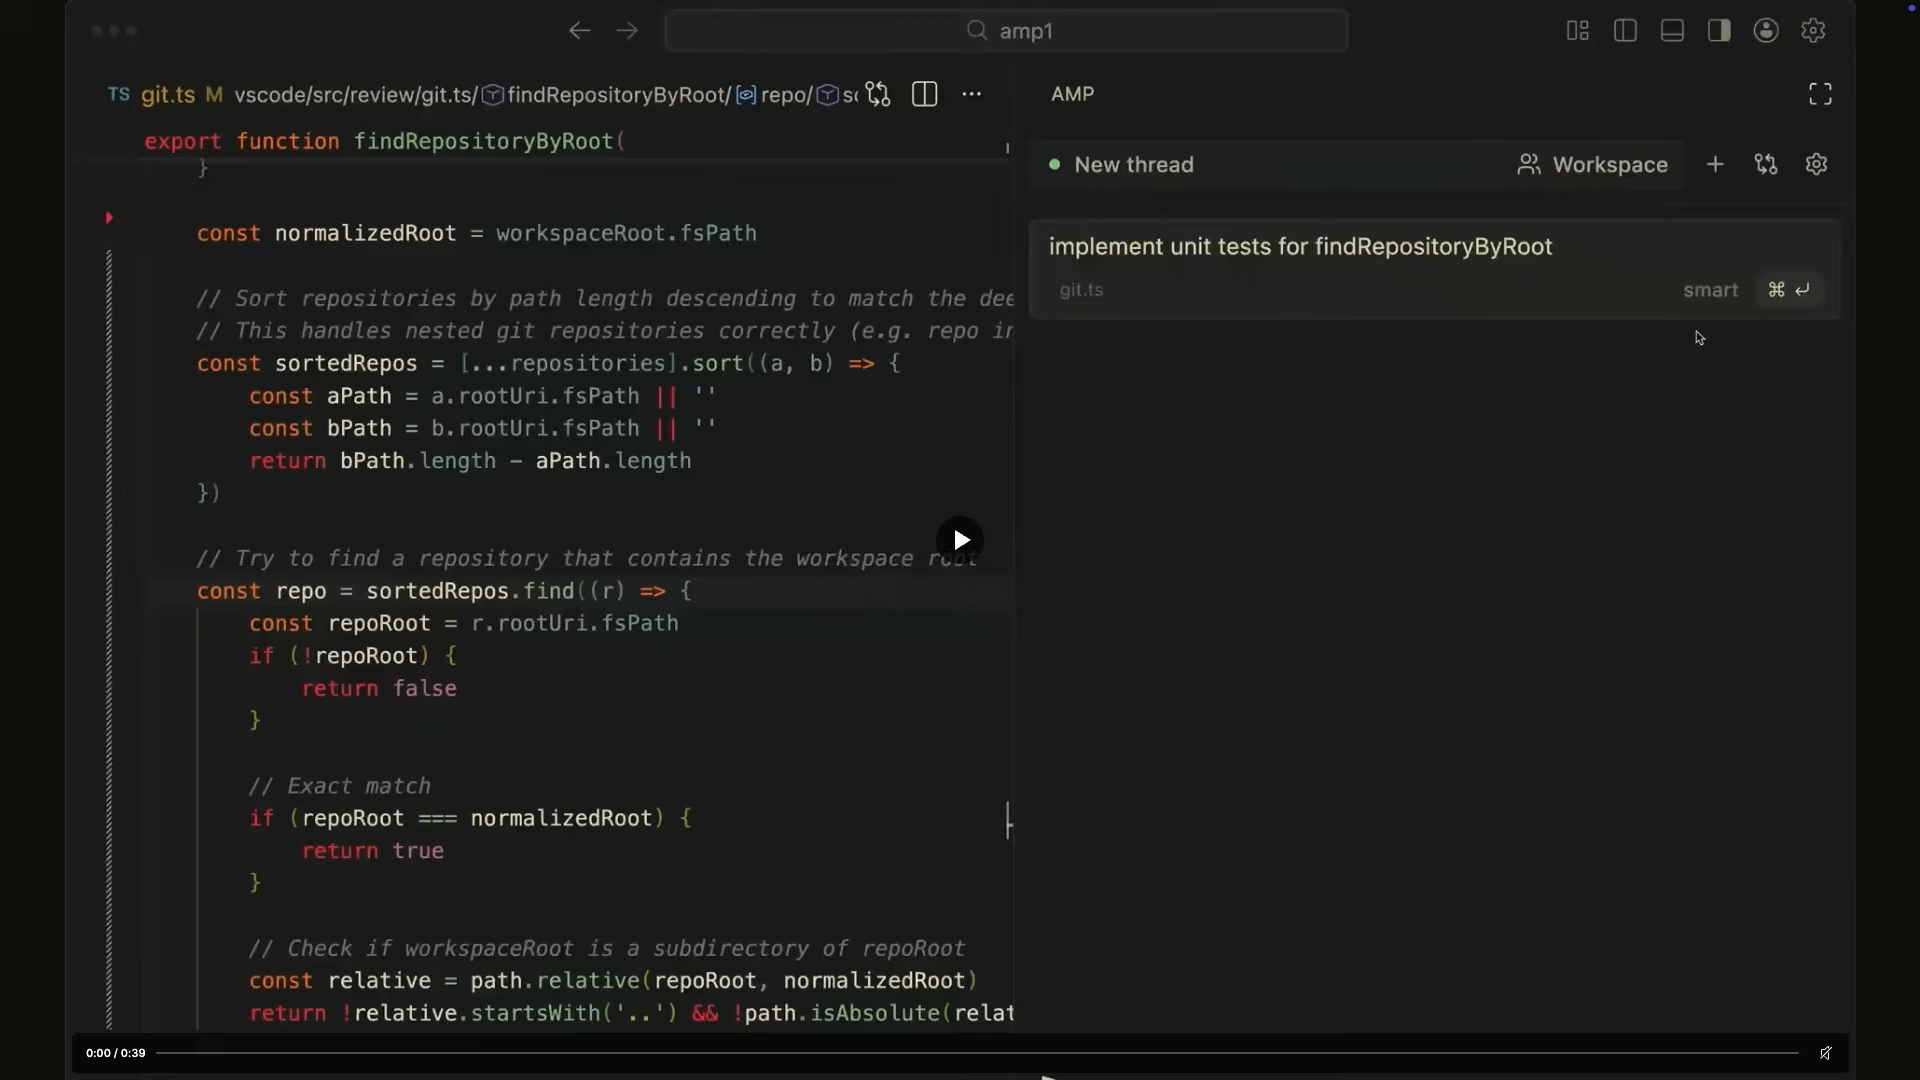 amp1
TS git.ts M vscode/src/review/git.ts/ findRepositoryByRoot/ repo/
export function findRepositoryByRoot(
}
const normalizedRoot = workspaceRoot.fsPath
// Sort repositories by path length descending to match the dee
// This handles nested git repositories correctly (e.g. repo in
const sortedRepos = [...repositories].sort((a, b) => {
const aPath = a.rootUri.fsPath || ''
const bPath = b.rootUri.fsPath || ''
return bPath.length - aPath.length
})
// Try to find a repository that contains the workspace root
const repo = sortedRepos.find((r) => {
const repoRoot = r.rootUri.fsPath
if (!repoRoot) {
return false
}
// Exact match
if (repoRoot === normalizedRoot) {
return true
}
// Check if workspaceRoot is a subdirectory of repoRoot
const relative = path.relative(repoRoot, normalizedRoot)
return !relative.startsWith('..') && !path.isAbsolute(relat
AMP
New thread
Workspace
implement unit tests for findRepositoryByRoot
git.ts
smart ⌘ ↵
0:00 / 0:39